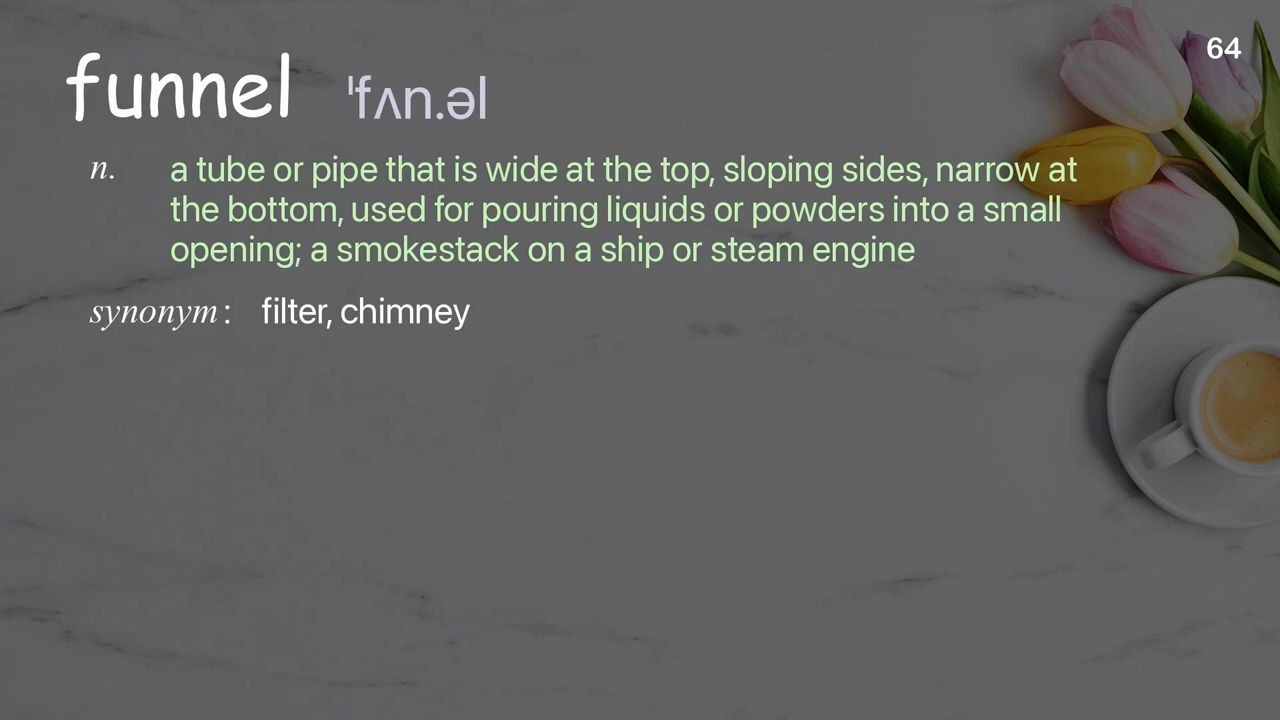 64
funnel ˈfʌn.əl
n. a tube or pipe that is wide at the top, sloping sides, narrow at
the bottom, used for pouring liquids or powders into a small
opening; a smokestack on a ship or steam engine
synonym: filter, chimney